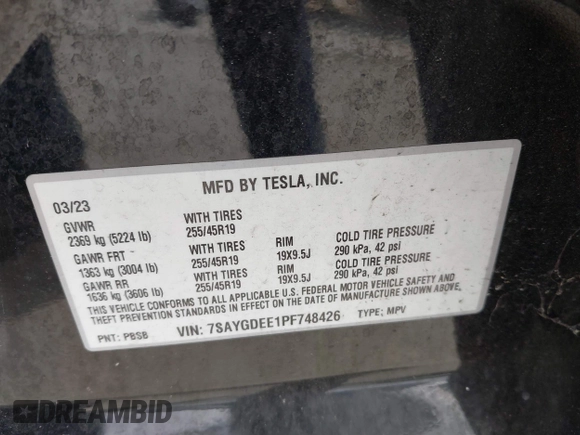 MFD BY TESLA, INC.
03/23
GVWR WITH TIRES
2369 kg (5224 lb) 255/45R19 RIM COLD TIRE PRESSURE
GAWR FRT WITH TIRES 19X9.5J 290 kPa, 42 psi
1363 kg (3004 lb) 255/45R19 RIM COLD TIRE PRESSURE
GAWR RR WITH TIRES 19X9.5J 290 kPa, 42 psi
1636 kg (3606 lb) 255/45R19
THIS VEHICLE CONFORMS TO ALL APPLICABLE U.S. FEDERAL MOTOR VEHICLE SAFETY AND
THEFT PREVENTION STANDARDS IN EFFECT ON THE DATE OF MANUFACTURE SHOWN ABOVE.
PNT: PBSB VIN: 7SAYGDEE1PF748426 TYPE: MPV
DREAMBID